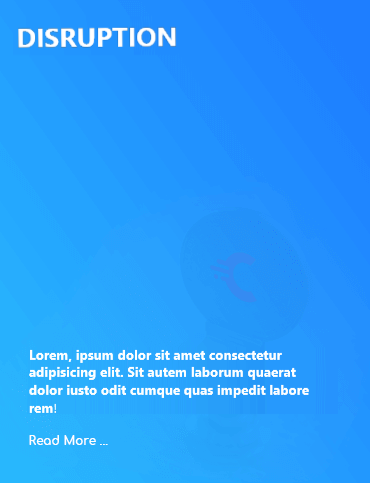 DISRUPTION
Lorem, ipsum dolor sit amet consectetur
adipisicing elit. Sit autem laborum quaerat
dolor iusto odit cumque quas impedit labore
rem!
Read More ...